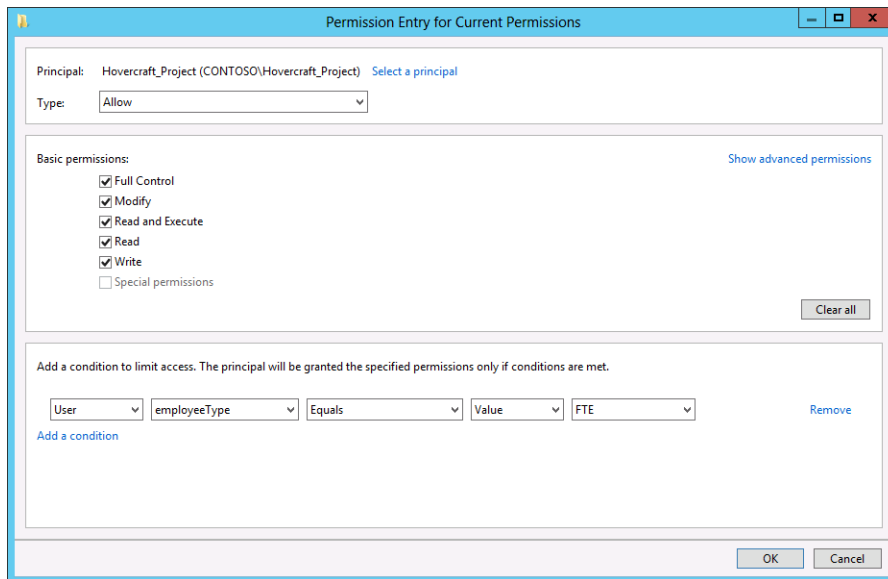 Permission Entry for Current Permissions
Principal: Hovercraft_Project (CONTOSO\Hovercraft_Project) Select a principal
Type: Allow
Basic permissions: Show advanced permissions
Full Control
Modify
Read and Execute
Read
Write
Special permissions
Clear all
Add a condition to limit access. The principal will be granted the specified permissions only if conditions are met.
User employeeType Equals Value FTE Remove
Add a condition
OK Cancel